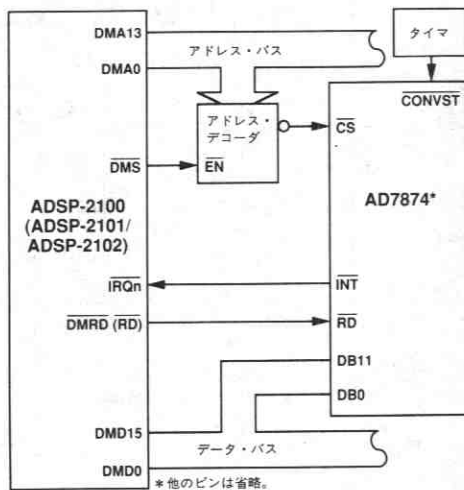 DMA13
アドレス・バス
タイマ
DMA0
CONVST
アドレス・
デコーダ
CS
DMS
EN
ADSP-2100
(ADSP-2101/
ADSP-2102)
AD7874*
IRQn
INT
DMRD (RD)
RD
DB11
DB0
DMD15
データ・バス
DMD0
*他のピンは省略。